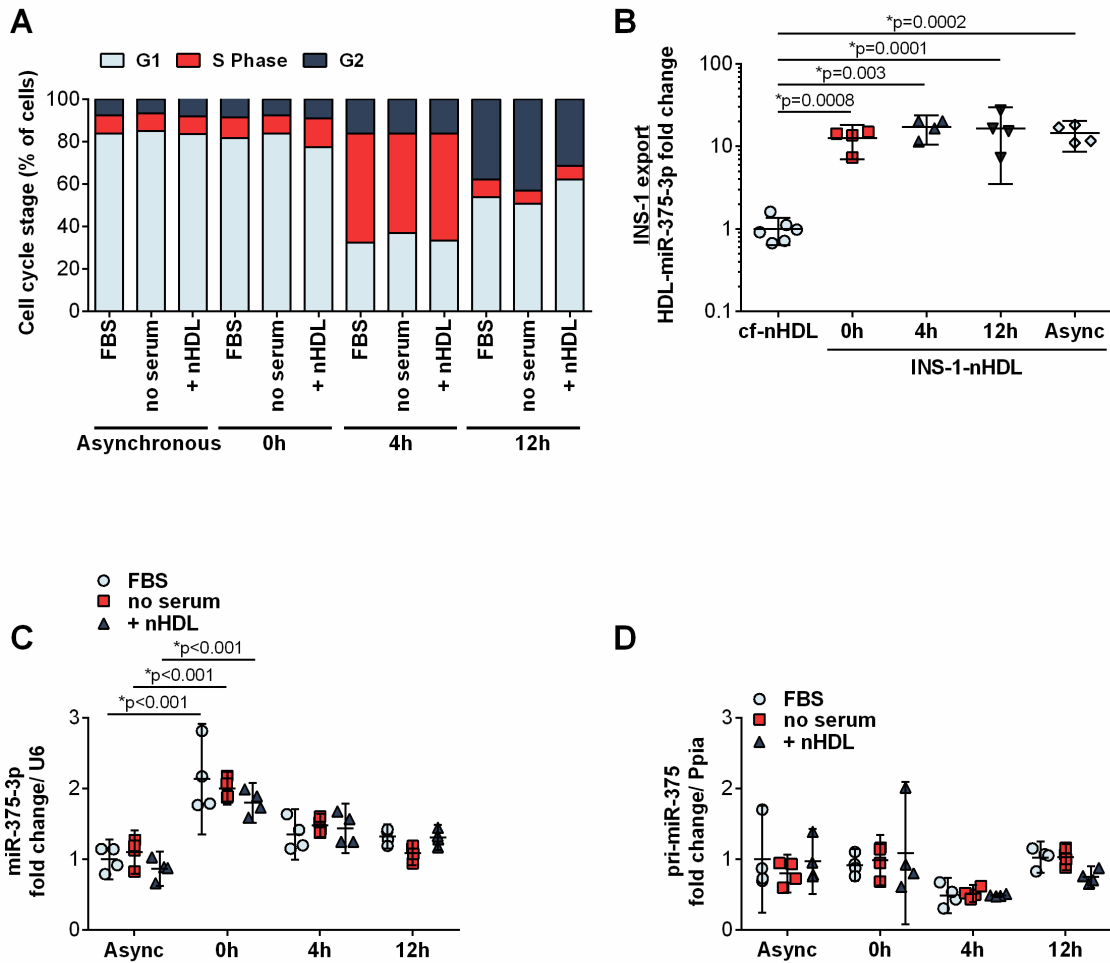 A
G1 S Phase G2
Cell cycle stage (% of cells)
100
80
60
40
20
0
FBS
no serum
+ nHDL
FBS
no serum
+ nHDL
FBS
no serum
+ nHDL
FBS
no serum
+ nHDL
Asynchronous 0h 4h 12h
B
*p=0.0002
*p=0.0001
*p=0.003
*p=0.0008
INS-1 export
HDL-miR-375-3p fold change
100
10
1
0.1
cf-nHDL 0h 4h 12h Async
INS-1-nHDL
C
FBS
no serum
+ nHDL
*p<0.001
*p<0.001
*p<0.001
miR-375-3p
fold change/ U6
3
2
1
0
Async 0h 4h 12h
D
FBS
no serum
+ nHDL
pri-miR-375
fold change/ Ppia
3
2
1
0
Async 0h 4h 12h